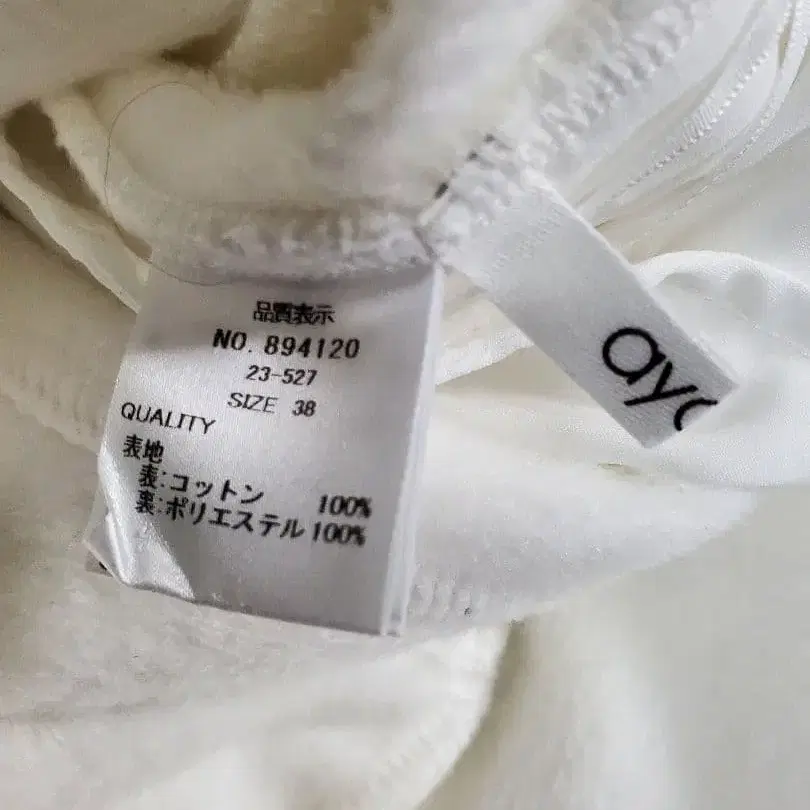 品質表示
NO. 894120
23-527
SIZE 38
QUALITY
表地
表:コットン 100%
裏:ポリエステル 100%